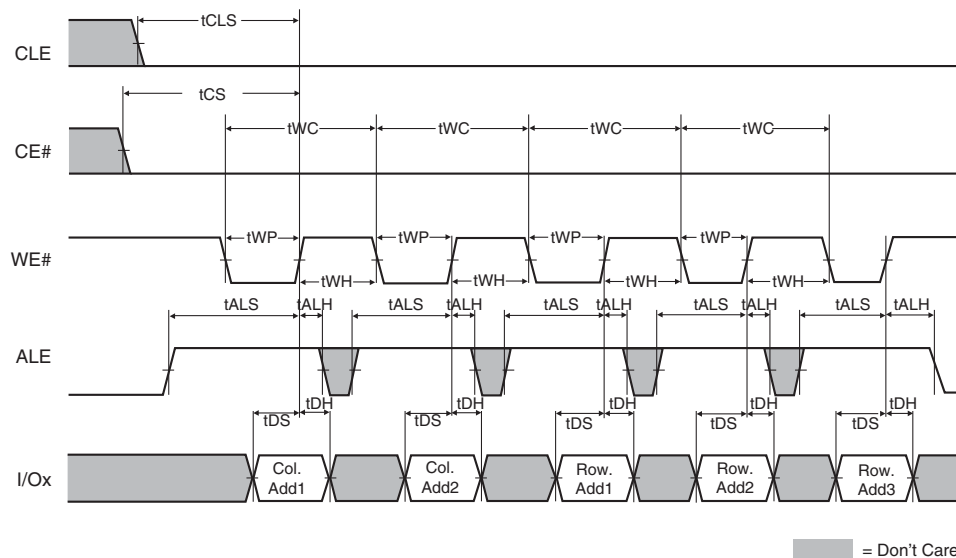 tCLS
CLE
tCS
tWC tWC tWC tWC
CE#
tWP tWP tWP tWP
WE#
tWH tWH tWH tWH
tALS tALH tALS tALH tALS tALH tALS tALS tALH
ALE
tDH tDH tDH tDH tDH
tDS tDS tDS tDS tDS
I/Ox
Col. Add1
Col. Add2
Row. Add1
Row. Add2
Row. Add3
= Don't Care